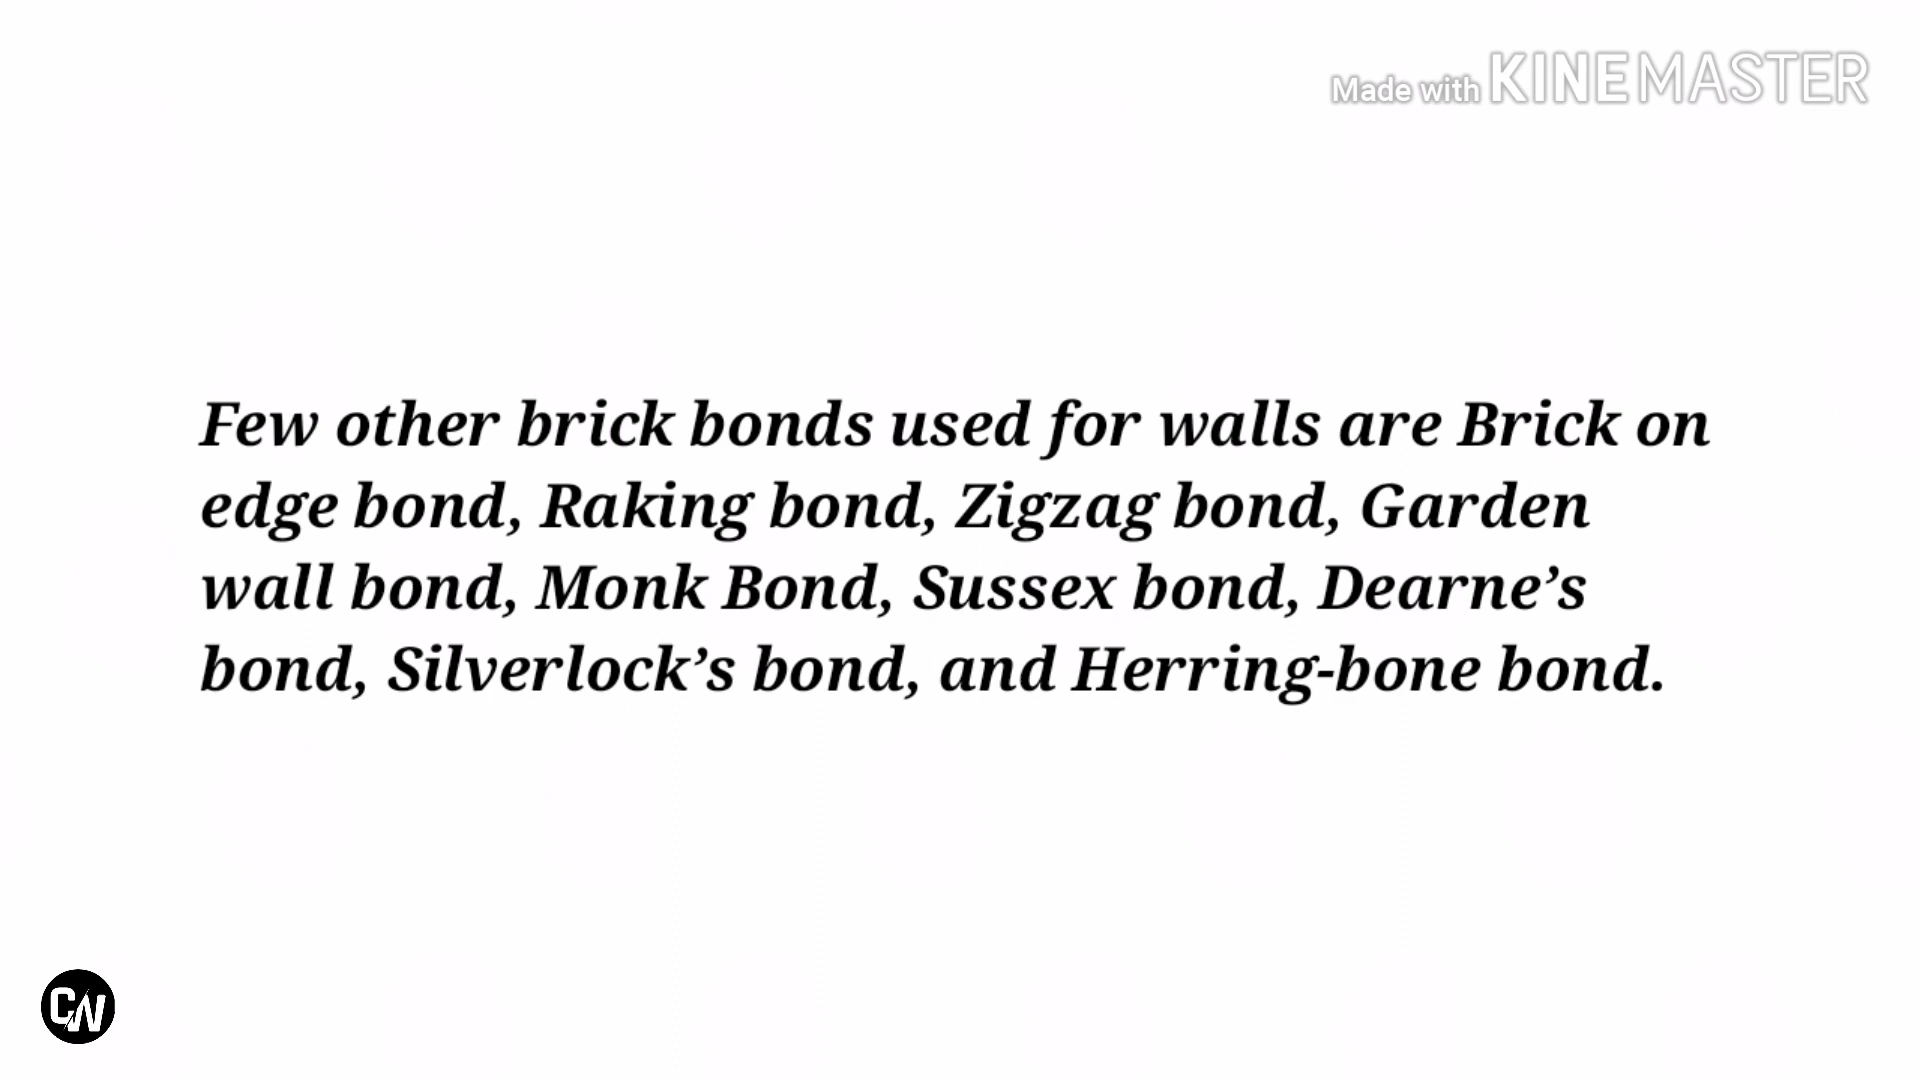 Made with KINEMASTER
Few other brick bonds used for walls are Brick on
edge bond, Raking bond, Zigzag bond, Garden
wall bond, Monk Bond, Sussex bond, Dearne’s
bond, Silverlock’s bond, and Herring-bone bond.
CW